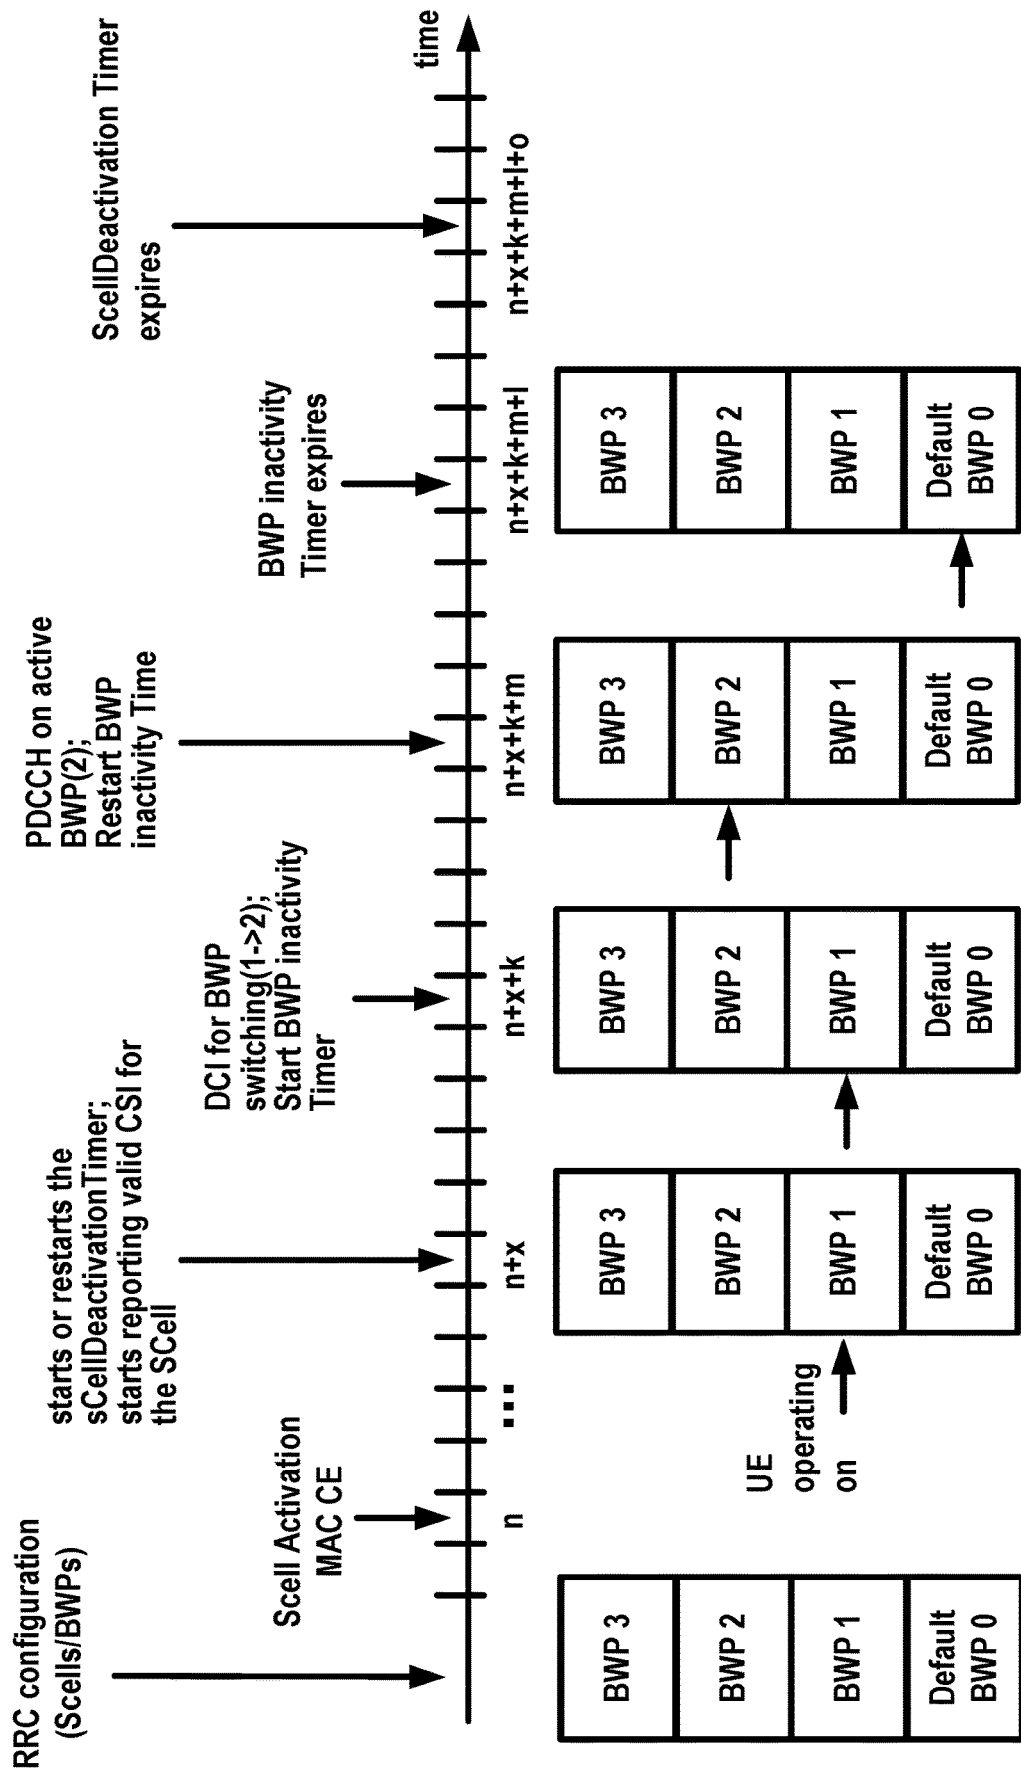 RRC configuration
(Scells/BWPs)
Scell Activation
MAC CE
starts or restarts the
sCellDeactivationTimer;
starts reporting valid CSI for
the SCell
DCI for BWP
switching(1->2);
Start BWP inactivity
Timer
PDCCH on active
BWP(2);
Restart BWP
inactivity Time
BWP inactivity
Timer expires
ScellDeactivation Timer
expires
time
n
...
n+x
n+x+k
n+x+k+m
n+x+k+m+l
n+x+k+m+l+o
BWP 3
BWP 2
BWP 1
Default
BWP 0
UE
operating
on
BWP 3
BWP 2
BWP 1
Default
BWP 0
BWP 3
BWP 2
BWP 1
Default
BWP 0
BWP 3
BWP 2
BWP 1
Default
BWP 0
BWP 3
BWP 2
BWP 1
Default
BWP 0